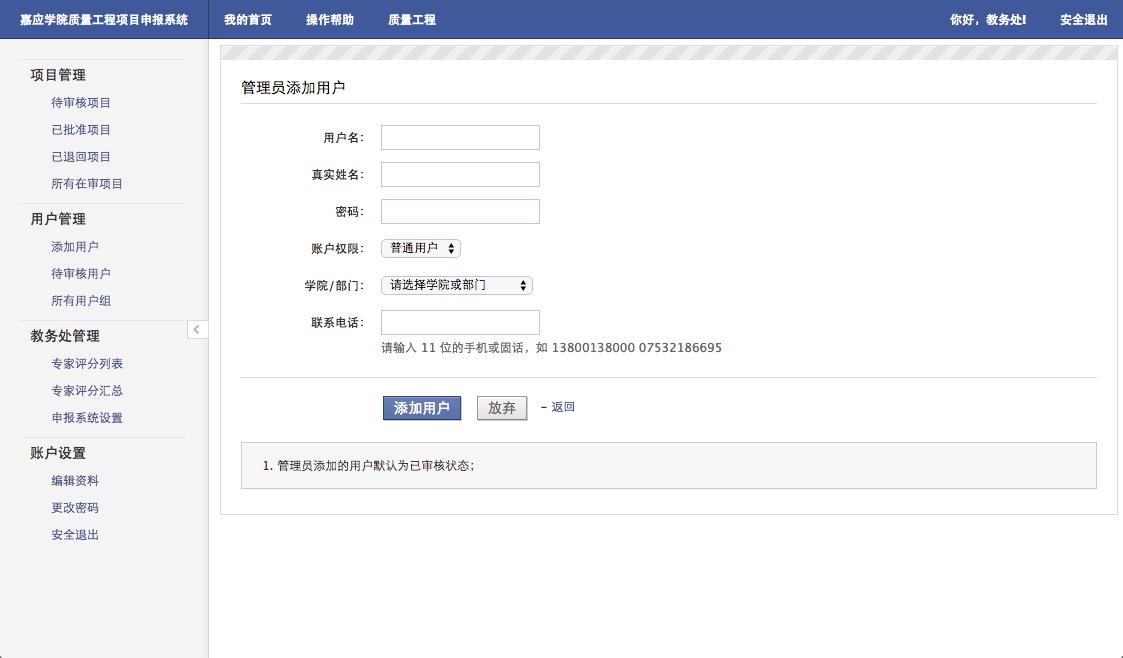 嘉应学院质量工程项目申报系统 我的首页 操作帮助 质量工程 你好，教务处! 安全退出
项目管理
待审核项目
已批准项目
已退回项目
所有在审项目
用户管理
添加用户
待审核用户
所有用户组
教务处管理
专家评分列表
专家评分汇总
申报系统设置
账户设置
编辑资料
更改密码
安全退出
管理员添加用户
用户名：
真实姓名：
密码：
账户权限： 普通用户
学院/部门： 请选择学院或部门
联系电话：
请输入 11 位的手机或固话，如 13800138000 07532186695
添加用户 放弃 – 返回
1. 管理员添加的用户默认为已审核状态；